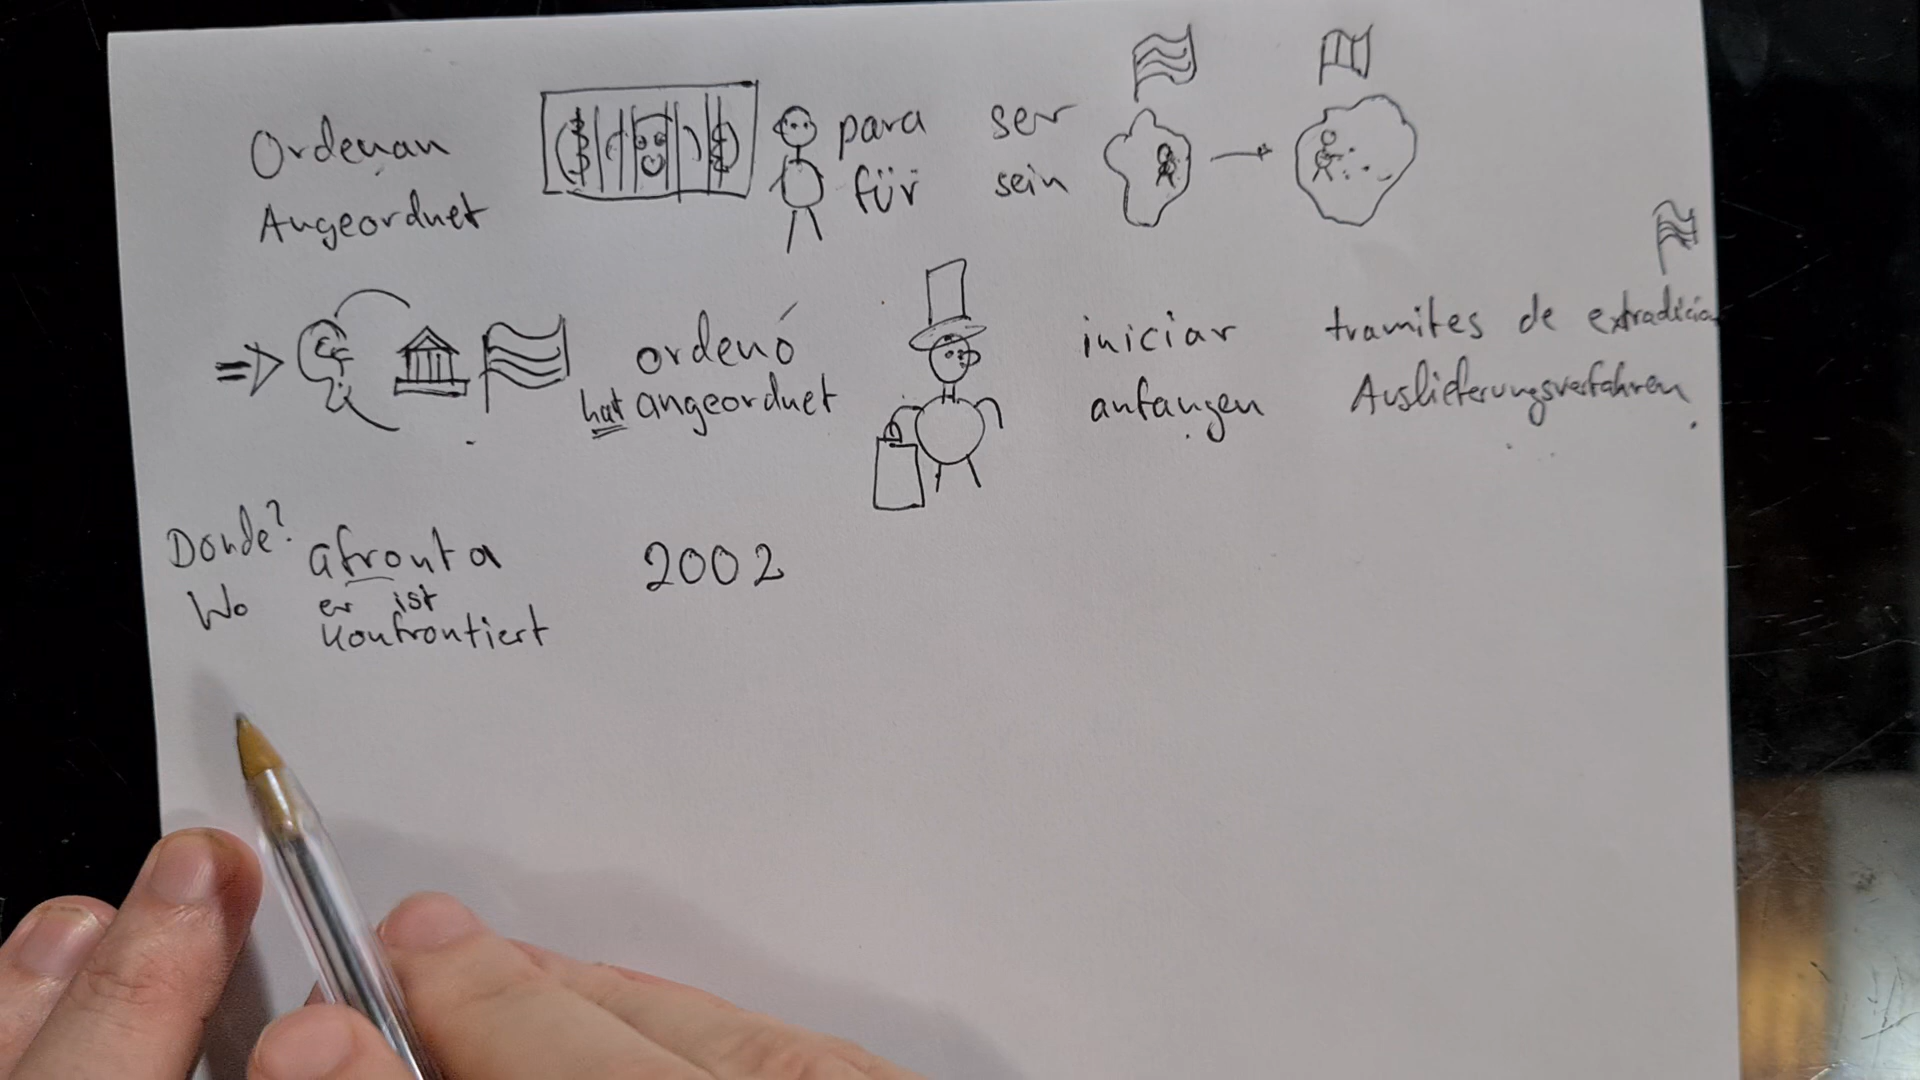 Ordenan para ser
Angeordnet für sein
ordenó iniciar tramites de extradición
hat angeordnet anfangen Auslieferungsverfahren
Donde? afronta 2002
Wo er ist
konfrontiert